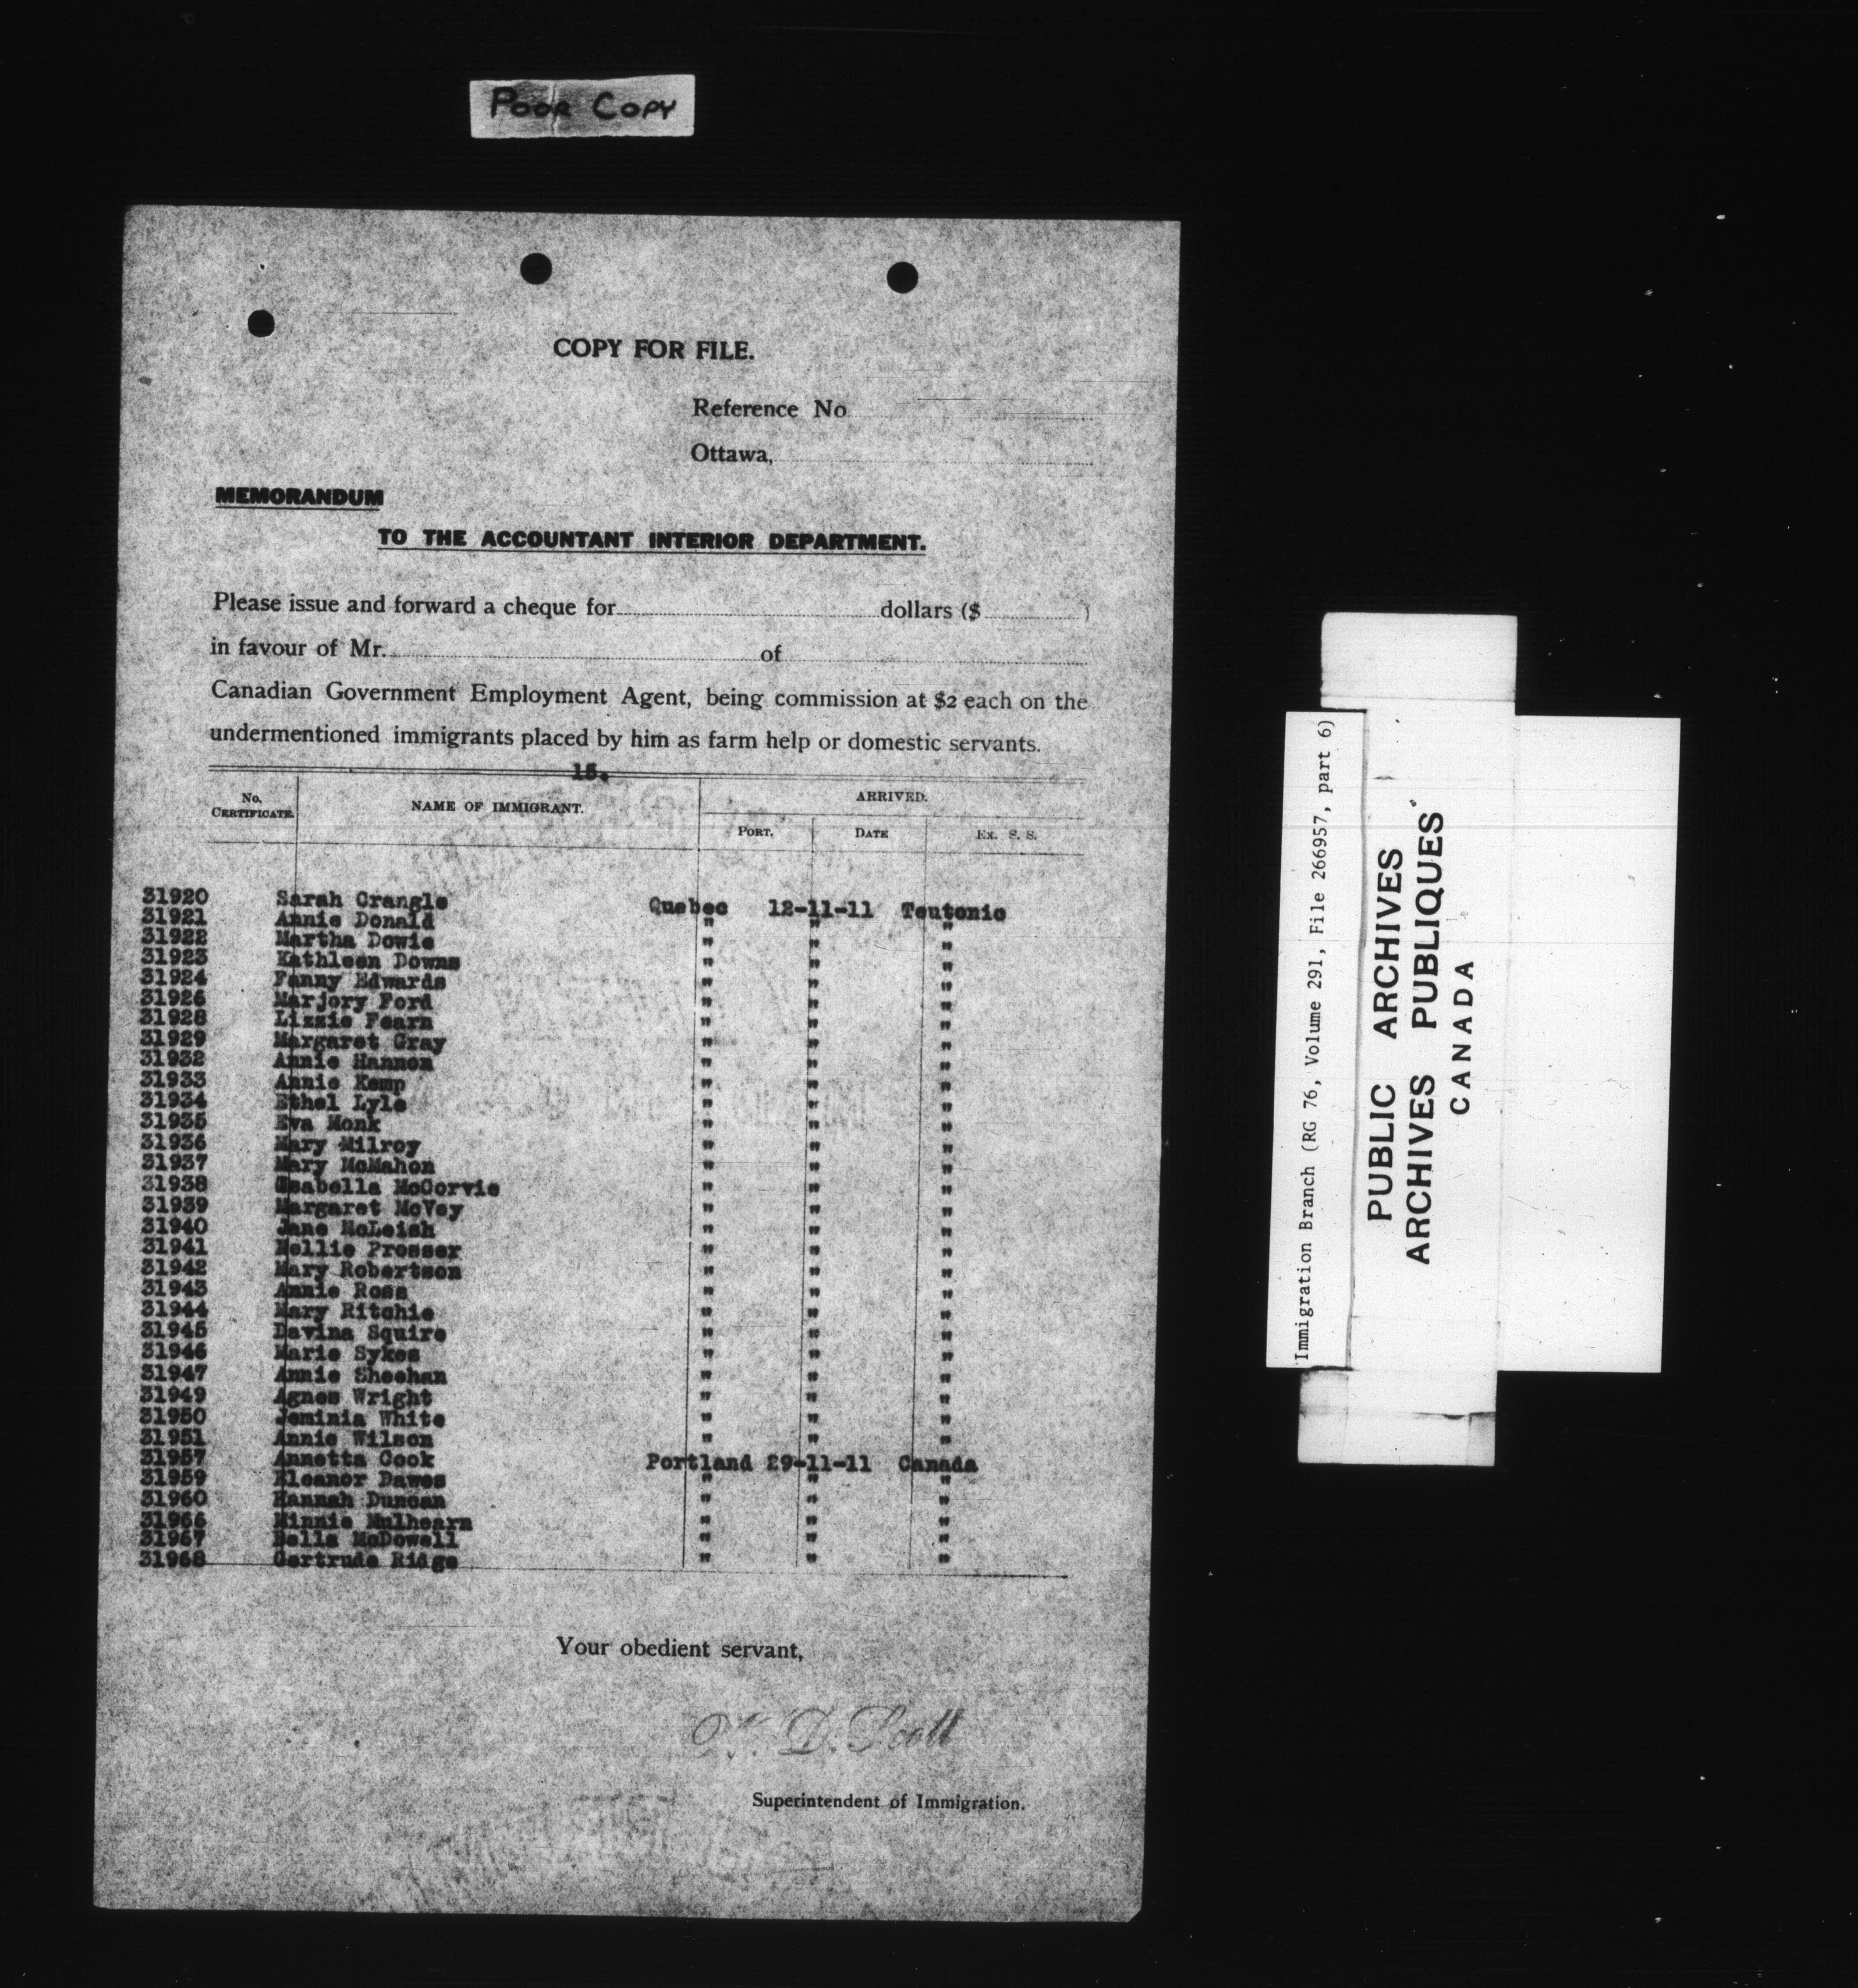 POOR COPY
COPY FOR FILE.
Reference No
Ottawa,
MEMORANDUM
TO THE ACCOUNTANT INTERIOR DEPARTMENT.
Please issue and forward a cheque for dollars ($ )
in favour of Mr. of
Canadian Government Employment Agent, being commission at $2 each on the
undermentioned immigrants placed by him as farm help or domestic servants.
15.
No. CERTIFICATE. NAME OF IMMIGRANT. ARRIVED.
PORT. DATE Ex. S. S.
31920 Sarah Crangle Quebec 12-11-11 Teutonic
31921 Annie Donald " " "
31922 Martha Dowie " " "
31923 Kathleen Downs " " "
31924 Fanny Edwards " " "
31926 Marjory Ford " " "
31928 Lizzie Fearn " " "
31929 Margaret Gray " " "
31932 Annie Hannon " " "
31933 Annie Kemp " " "
31934 Ethel Lyle " " "
31935 Eva Monk " " "
31936 Mary Milroy " " "
31937 Mary McMahon " " "
31938 Isabella McCorvie " " "
31939 Margaret McVey " " "
31940 Jane McLeish " " "
31941 Nellie Prosser " " "
31942 Mary Robertson " " "
31943 Annie Ross " " "
31944 Mary Ritchie " " "
31945 Davina Squire " " "
31946 Marie Sykes " " "
31947 Annie Sheehan " " "
31949 Agnes Wright " " "
31950 Jeminia White " " "
31951 Annie Wilson " " "
31957 Annetta Cook Portland 29-11-11 Canada
31959 Eleanor Dawes " " "
31960 Hannah Duncan " " "
31966 Minnie Mulhearn " " "
31967 Bella McDowell " " "
31968 Gertrude Ridge " " "
Your obedient servant,
W. D. Scott
Superintendent of Immigration.
Immigration Branch (RG 76, Volume 291, File 266957, part 6)
PUBLIC ARCHIVES
ARCHIVES PUBLIQUES
CANADA